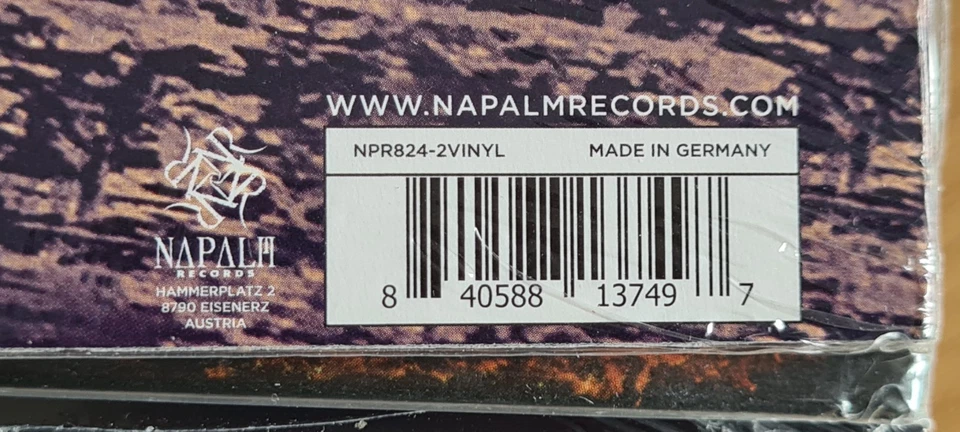 WWW.NAPALMRECORDS.COM
NPR824-2VINYL
MADE IN GERMANY
8 40588 13749 7
NAPALM
RECORDS
HAMMERPLATZ 2
8790 EISENERZ
AUSTRIA